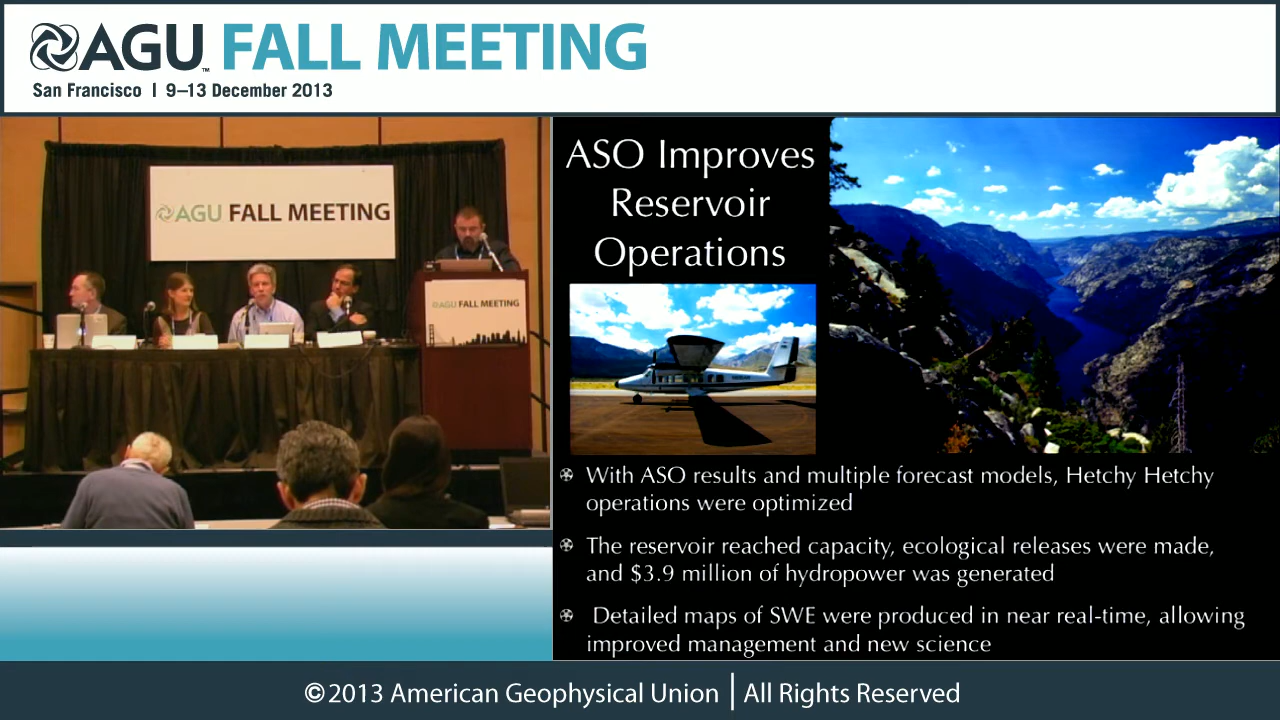 AGU™ FALL MEETING
San Francisco | 9–13 December 2013
AGU FALL MEETING
AGU FALL MEETING
ASO Improves
Reservoir
Operations
With ASO results and multiple forecast models, Hetchy Hetchy
operations were optimized
The reservoir reached capacity, ecological releases were made,
and $3.9 million of hydropower was generated
Detailed maps of SWE were produced in near real-time, allowing
improved management and new science
©2013 American Geophysical Union | All Rights Reserved